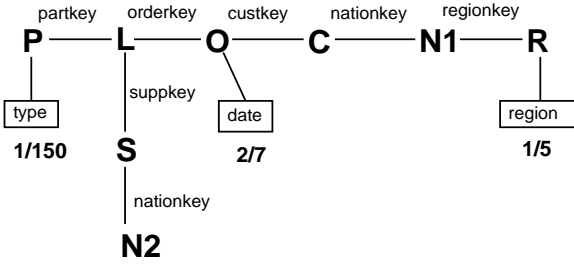 partkey orderkey custkey nationkey regionkey
P L O C N1 R
suppkey
type date region
1/150 S 2/7 1/5
nationkey
N2